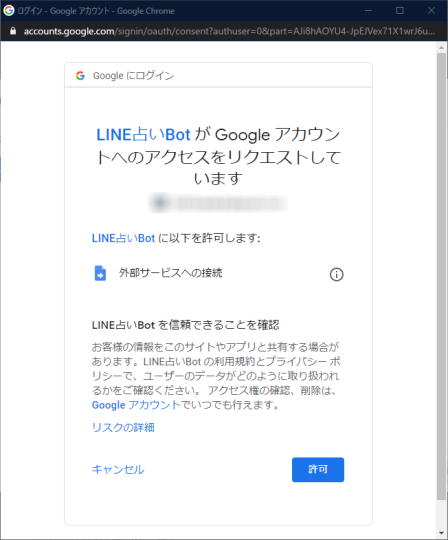 ログイン - Google アカウント - Google Chrome
accounts.google.com/signin/oauth/consent?authuser=0&part=AJi8hAOYU4-JpEJVex71X1wrJ6u...
Google にログイン
LINE占いBot が Google アカウン
トへのアクセスをリクエストして
います
LINE占いBot に以下を許可します:
外部サービスへの接続
LINE占いBot を信頼できることを確認
お客様の情報をこのサイトやアプリと共有する場合が
あります。LINE占いBot の利用規約とプライバシー ポ
リシーで、ユーザーのデータがどのように取り扱われ
るかをご確認ください。 アクセス権の確認、削除は、
Google アカウントでいつでも行えます。
リスクの詳細
キャンセル
許可